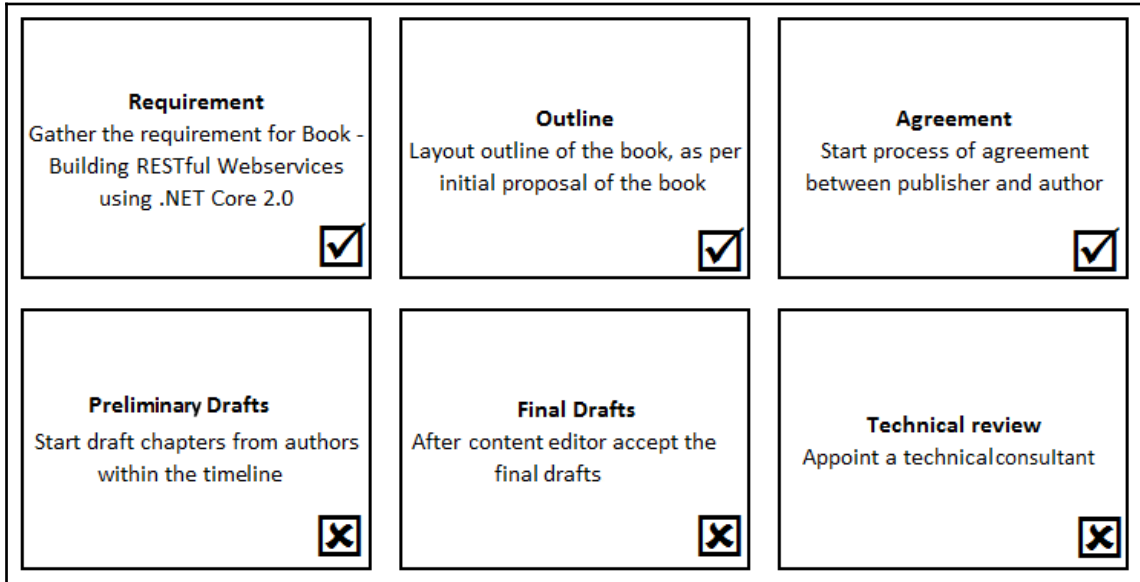 Requirement
Gather the requirement for Book -
Building RESTful Webservices
using .NET Core 2.0
Outline
Layout outline of the book, as per
initial proposal of the book
Agreement
Start process of agreement
between publisher and author
Preliminary Drafts
Start draft chapters from authors
within the timeline
Final Drafts
After content editor accept the
final drafts
Technical review
Appoint a technicalconsultant